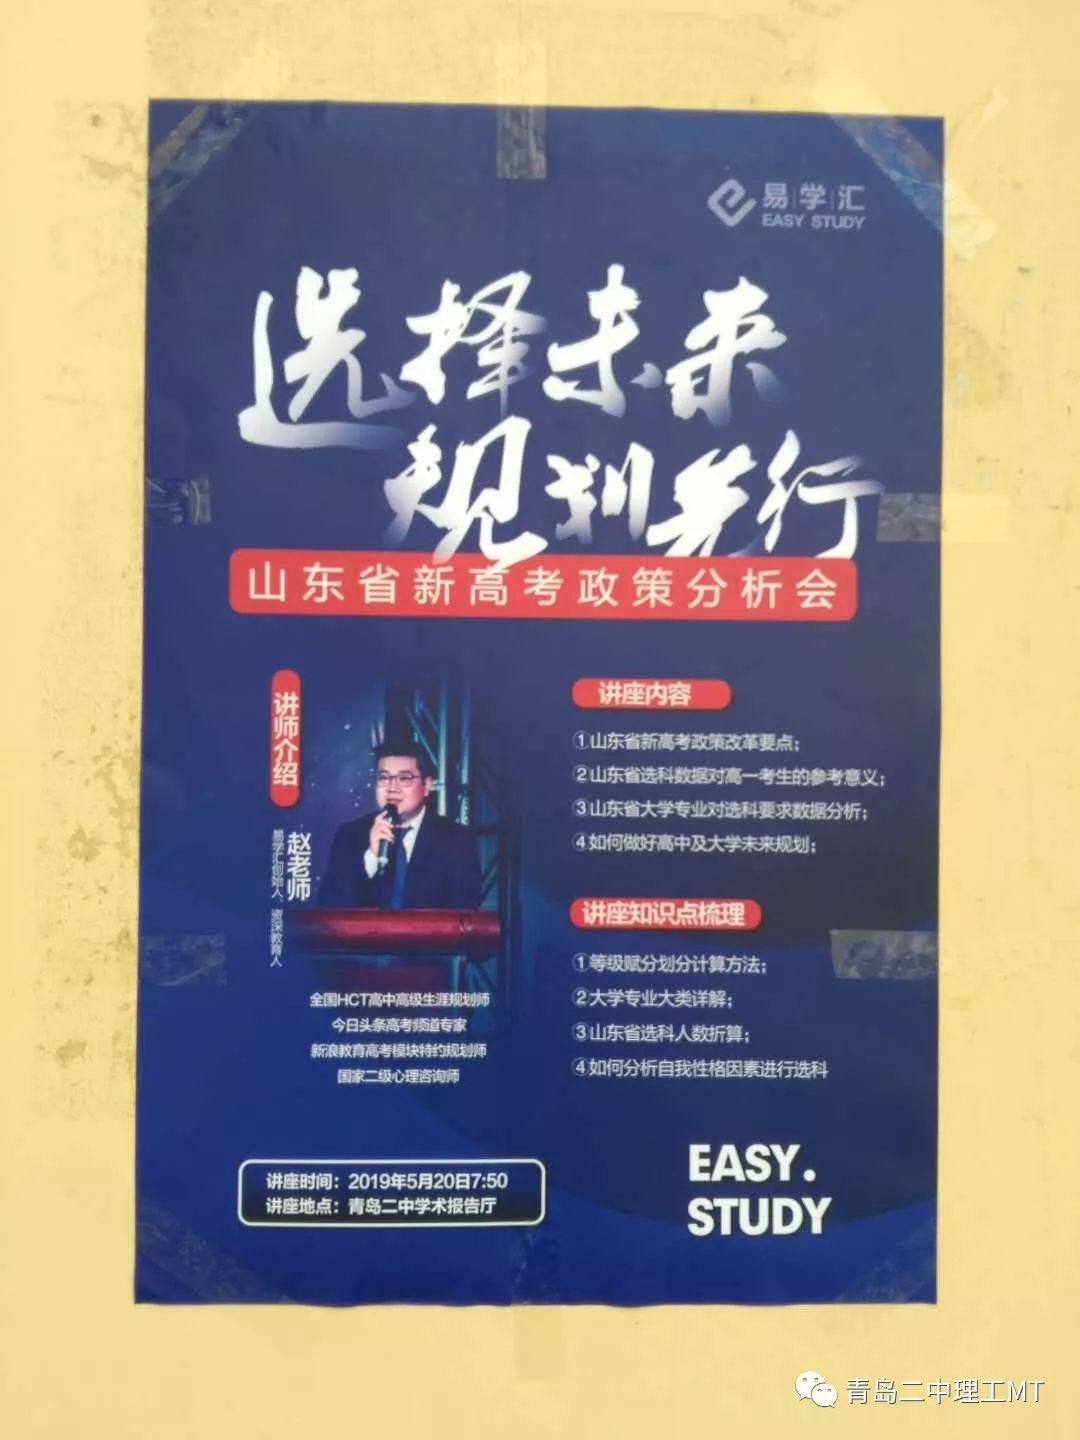 易学汇
EASY STUDY
选择未来
规划先行
山东省新高考政策分析会
讲师介绍
赵老师
易学汇创始人、资深教育人
全国HCT高中高级生涯规划师
今日头条高考频道专家
新浪教育高考模块特约规划师
国家二级心理咨询师
讲座内容
①山东省新高考政策改革要点；
②山东省选科数据对高一考生的参考意义；
③山东省大学专业对选科要求数据分析；
④如何做好高中及大学未来规划；
讲座知识点梳理
①等级赋分划分计算方法；
②大学专业大类详解；
③山东省选科人数折算；
④如何分析自我性格因素进行选科
讲座时间：2019年5月20日7:50
讲座地点：青岛二中学术报告厅
EASY.
STUDY
青岛二中理工MT